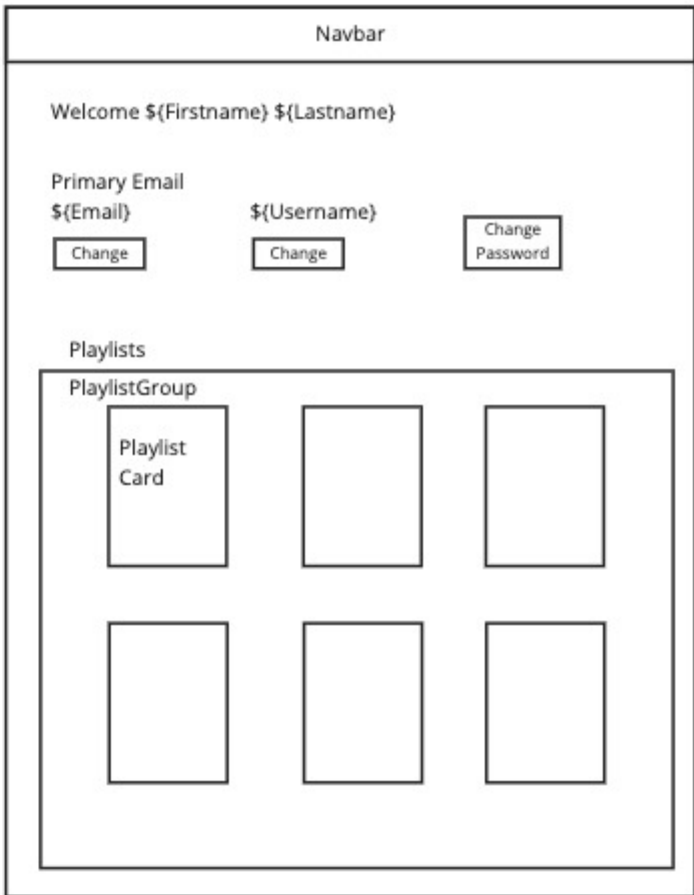 Navbar
Welcome ${Firstname} ${Lastname}
Primary Email
${Email}
${Username}
Change
Change
Change
Password
Playlists
PlaylistGroup
Playlist
Card